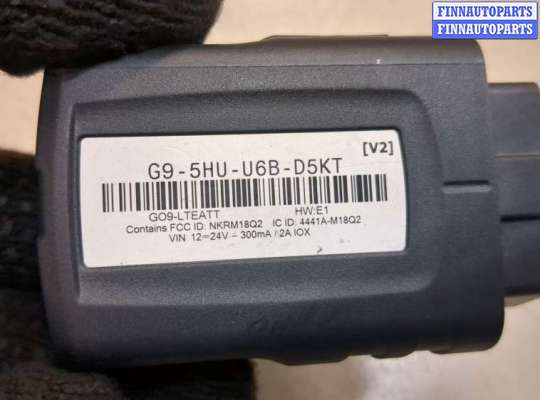 FINNAUTOPARTS
FINNAUTOPARTS
[V2]
G9-5HU-U6B-D5KT
GO9-LTEATT HW:E1
Contains FCC ID: NKRM18Q2 IC ID: 4441A-M18Q2
VIN 12⎓24V - 300mA / 2A IOX